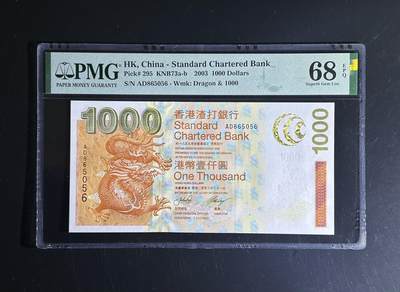 PMG
PAPER MONEY GUARANTY
HK, China - Standard Chartered Bank
Pick# 295 KNB73a-b 2003 1000 Dollars
S/N AD865056 - Wmk: Dragon & 1000
68 EPQ
Superb Gem Unc
1000
香港渣打銀行
Standard
Chartered Bank
AD865056
港幣壹仟圓
One Thousand
AD865056
1000